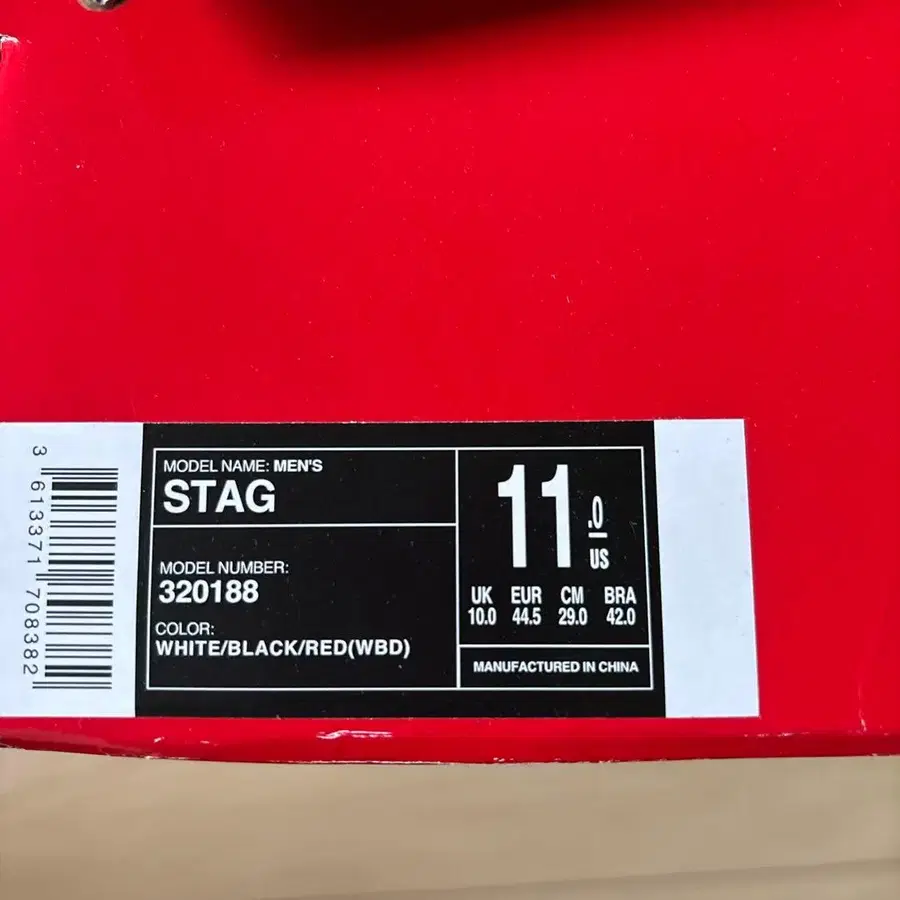 3 613371 708382
MODEL NAME: MEN'S
STAG
MODEL NUMBER:
320188
COLOR:
WHITE/BLACK/RED(WBD)
11.0
US
UK EUR CM BRA
10.0 44.5 29.0 42.0
MANUFACTURED IN CHINA